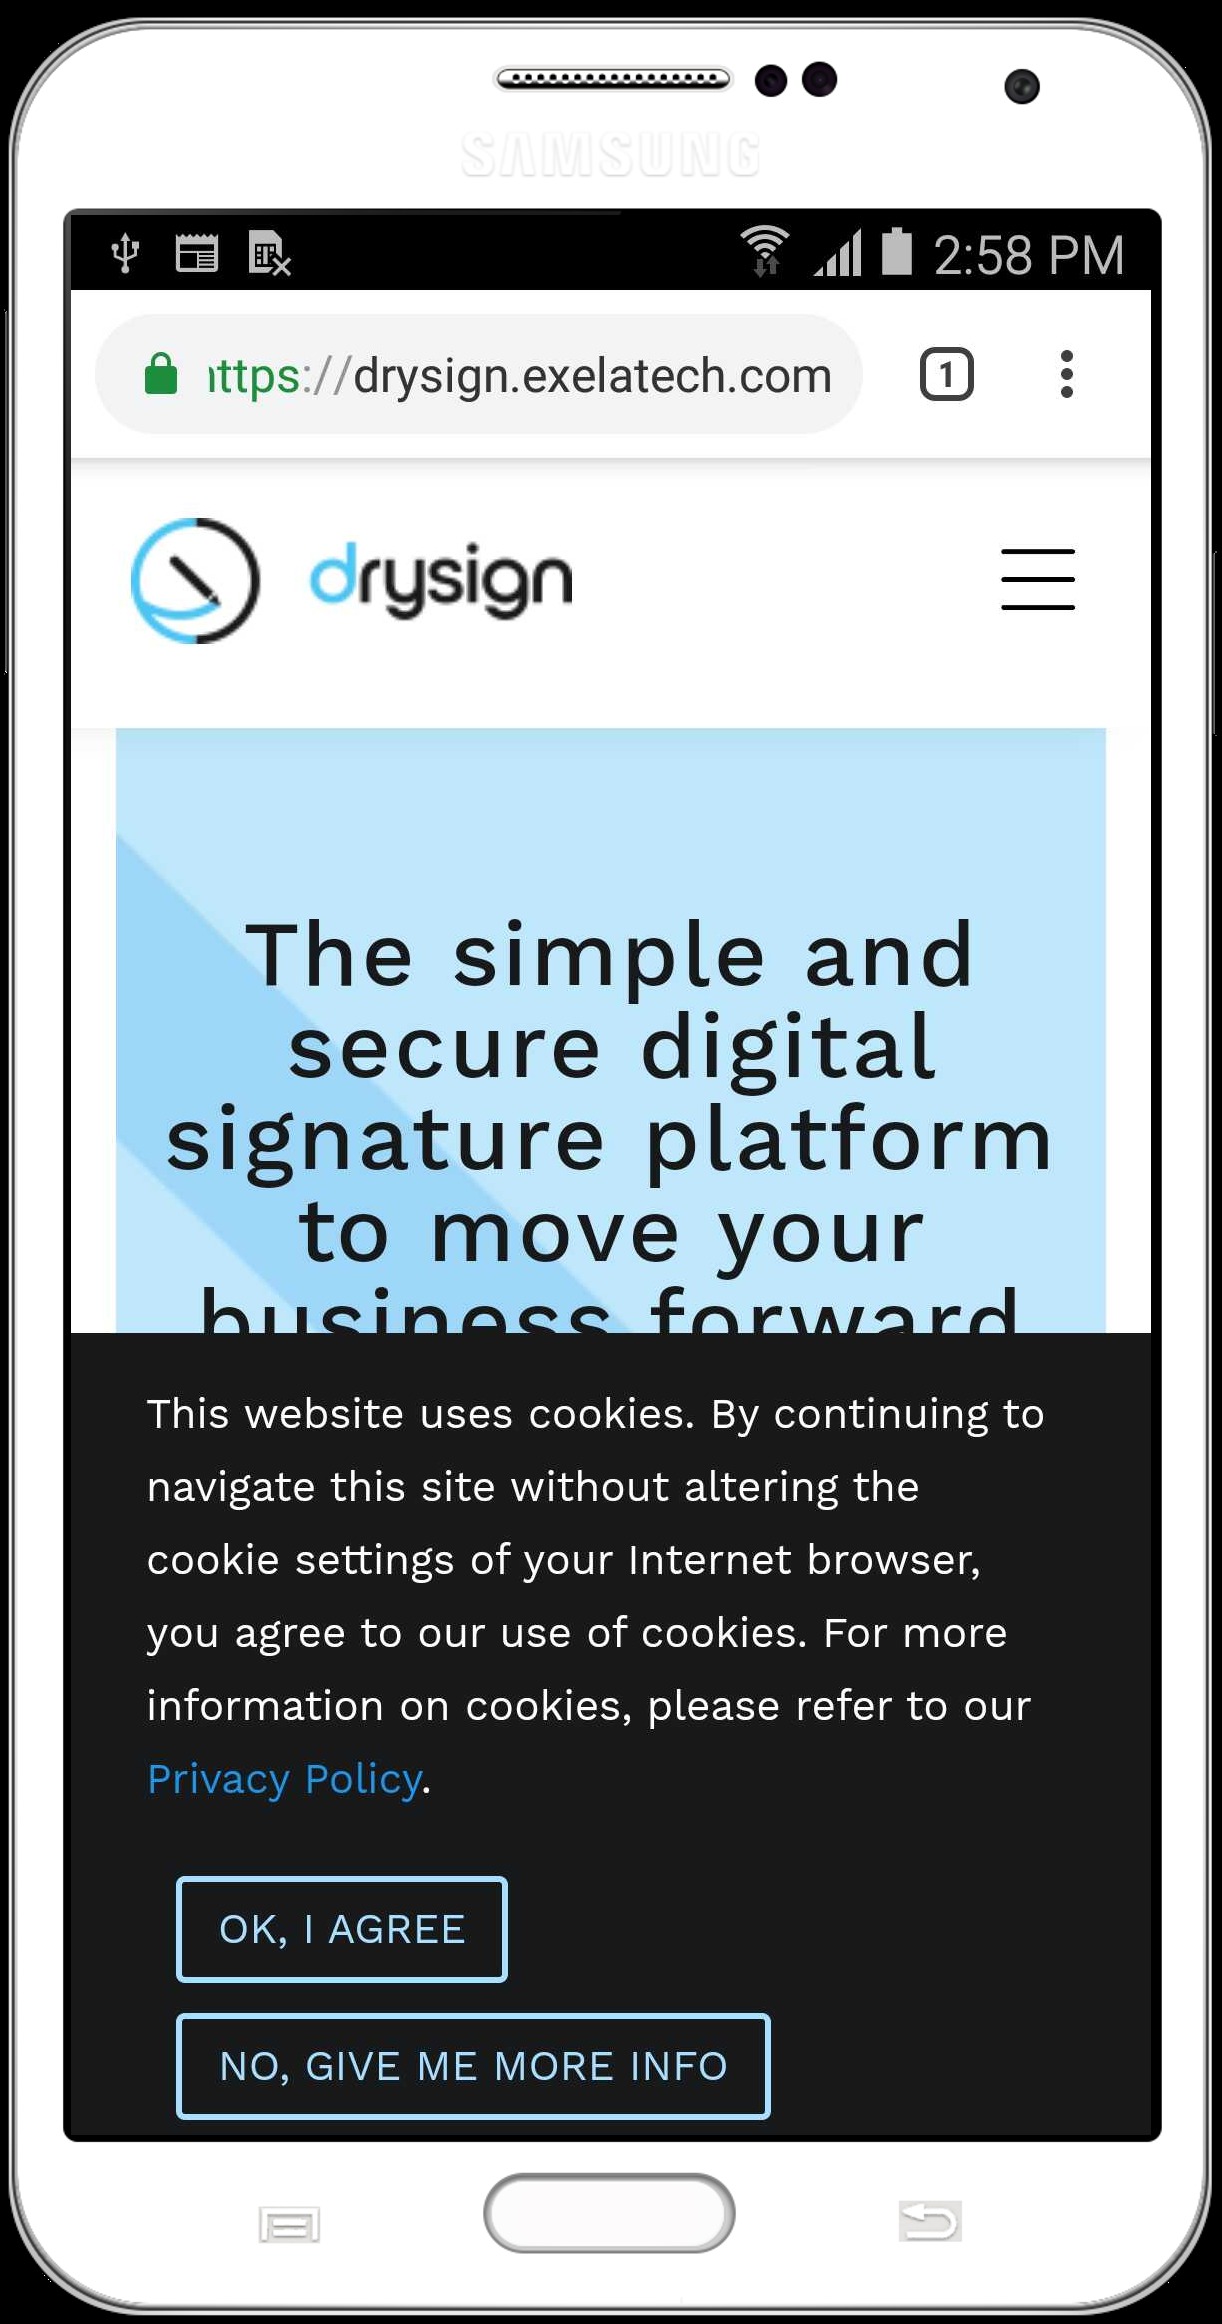 SAMSUNG
2:58 PM
https://drysign.exelatech.com
1
drysign
The simple and
secure digital
signature platform
to move your
business forward
This website uses cookies. By continuing to
navigate this site without altering the
cookie settings of your Internet browser,
you agree to our use of cookies. For more
information on cookies, please refer to our
Privacy Policy.
OK, I AGREE
NO, GIVE ME MORE INFO